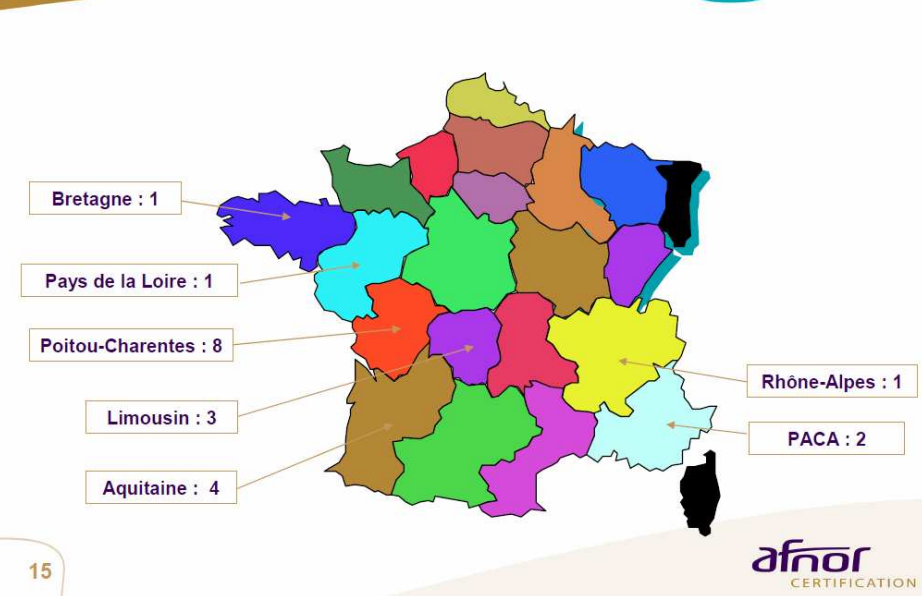 Bretagne : 1
Pays de la Loire : 1
Poitou-Charentes : 8
Limousin : 3
Aquitaine : 4
Rhône-Alpes : 1
PACA : 2
15
afnor
CERTIFICATION